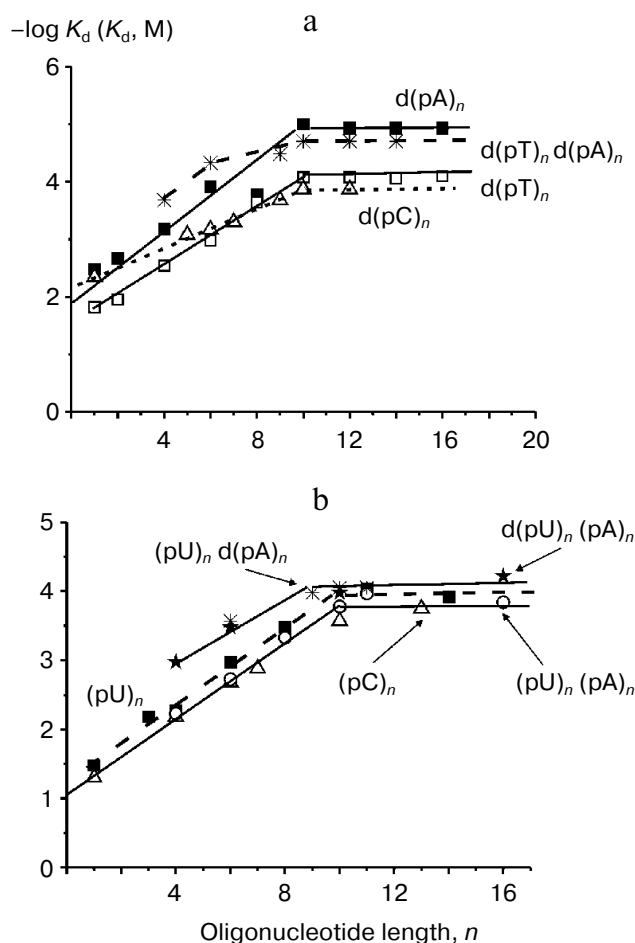 a
−log K_d (K_d, M)
6
4
2
0
d(pA)_n
d(pT)_n d(pA)_n
d(pT)_n
d(pC)_n
4 8 12 16 20
b
5
4
3
2
1
0
(pU)_n d(pA)_n
d(pU)_n (pA)_n
(pU)_n
(pC)_n
(pU)_n (pA)_n
4 8 12 16
Oligonucleotide length, n